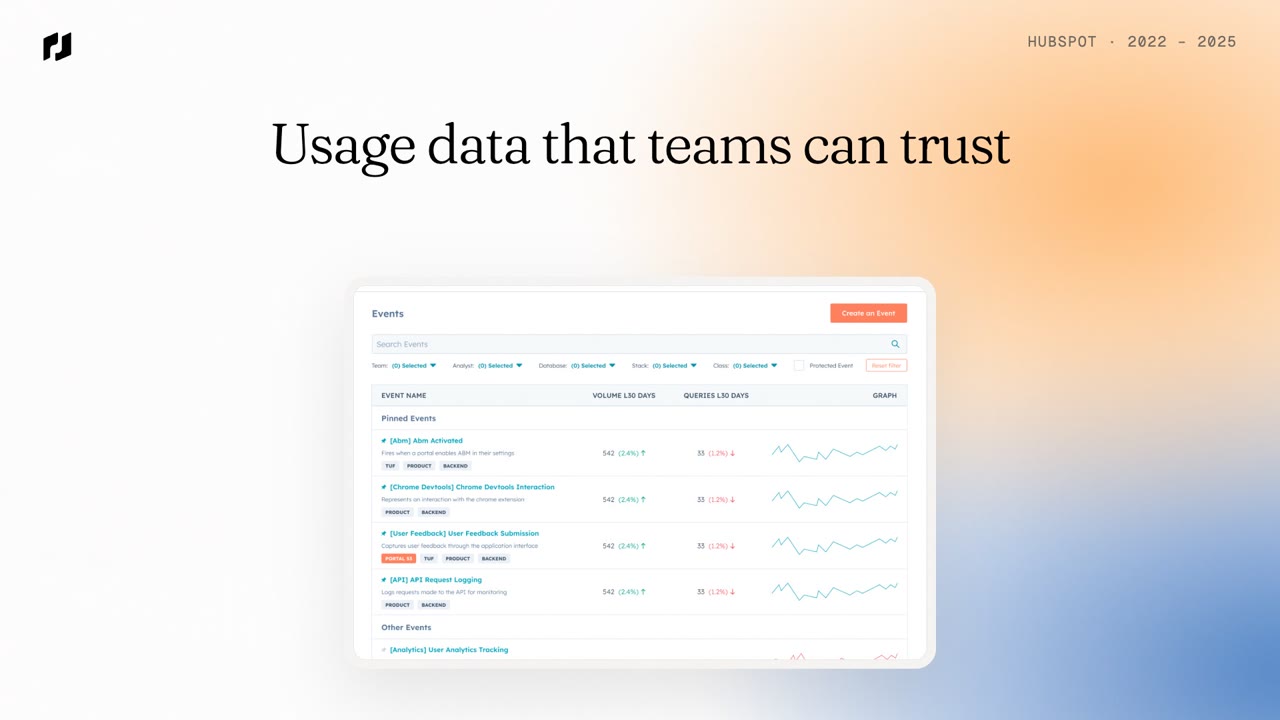 HUBSPOT · 2022 – 2025
Usage data that teams can trust
Events
Create an Event
Search Events
Team: (0) Selected Analyst: (0) Selected Database: (0) Selected Stack: (0) Selected Class: (0) Selected Protected Event Reset filter
EVENT NAME VOLUME L30 DAYS QUERIES L30 DAYS GRAPH
Pinned Events
[Abm] Abm Activated
Fires when a portal enables ABM in their settings
542 (2.4%) ↑ 33 (1.2%) ↓
TUF PRODUCT BACKEND
[Chrome Devtools] Chrome Devtools Interaction
Represents an interaction with the chrome extension
542 (2.4%) ↑ 33 (1.2%) ↓
PRODUCT BACKEND
[User Feedback] User Feedback Submission
Captures user feedback through the application interface
542 (2.4%) ↑ 33 (1.2%) ↓
PORTAL 53 TUF PRODUCT BACKEND
[API] API Request Logging
Logs requests made to the API for monitoring
542 (2.4%) ↑ 33 (1.2%) ↓
PRODUCT BACKEND
Other Events
[Analytics] User Analytics Tracking